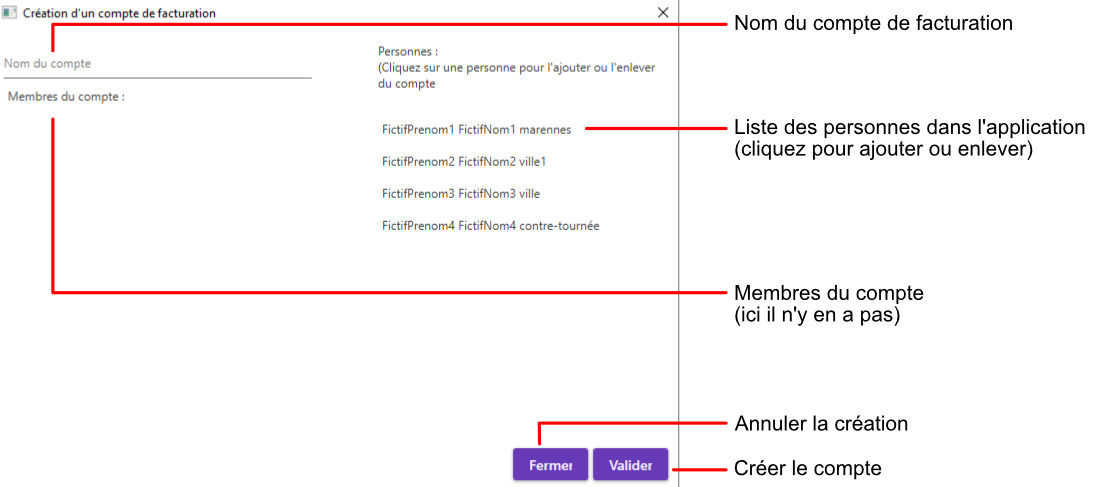 Création d'un compte de facturation
Nom du compte de facturation
Nom du compte
Membres du compte :
Personnes :
(Cliquez sur une personne pour l'ajouter ou l'enlever
du compte
FictifPrenom1 FictifNom1 marennes
FictifPrenom2 FictifNom2 ville1
FictifPrenom3 FictifNom3 ville
FictifPrenom4 FictifNom4 contre-tournée
Liste des personnes dans l'application
(cliquez pour ajouter ou enlever)
Membres du compte
(ici il n'y en a pas)
Annuler la création
Fermer
Valider
Créer le compte